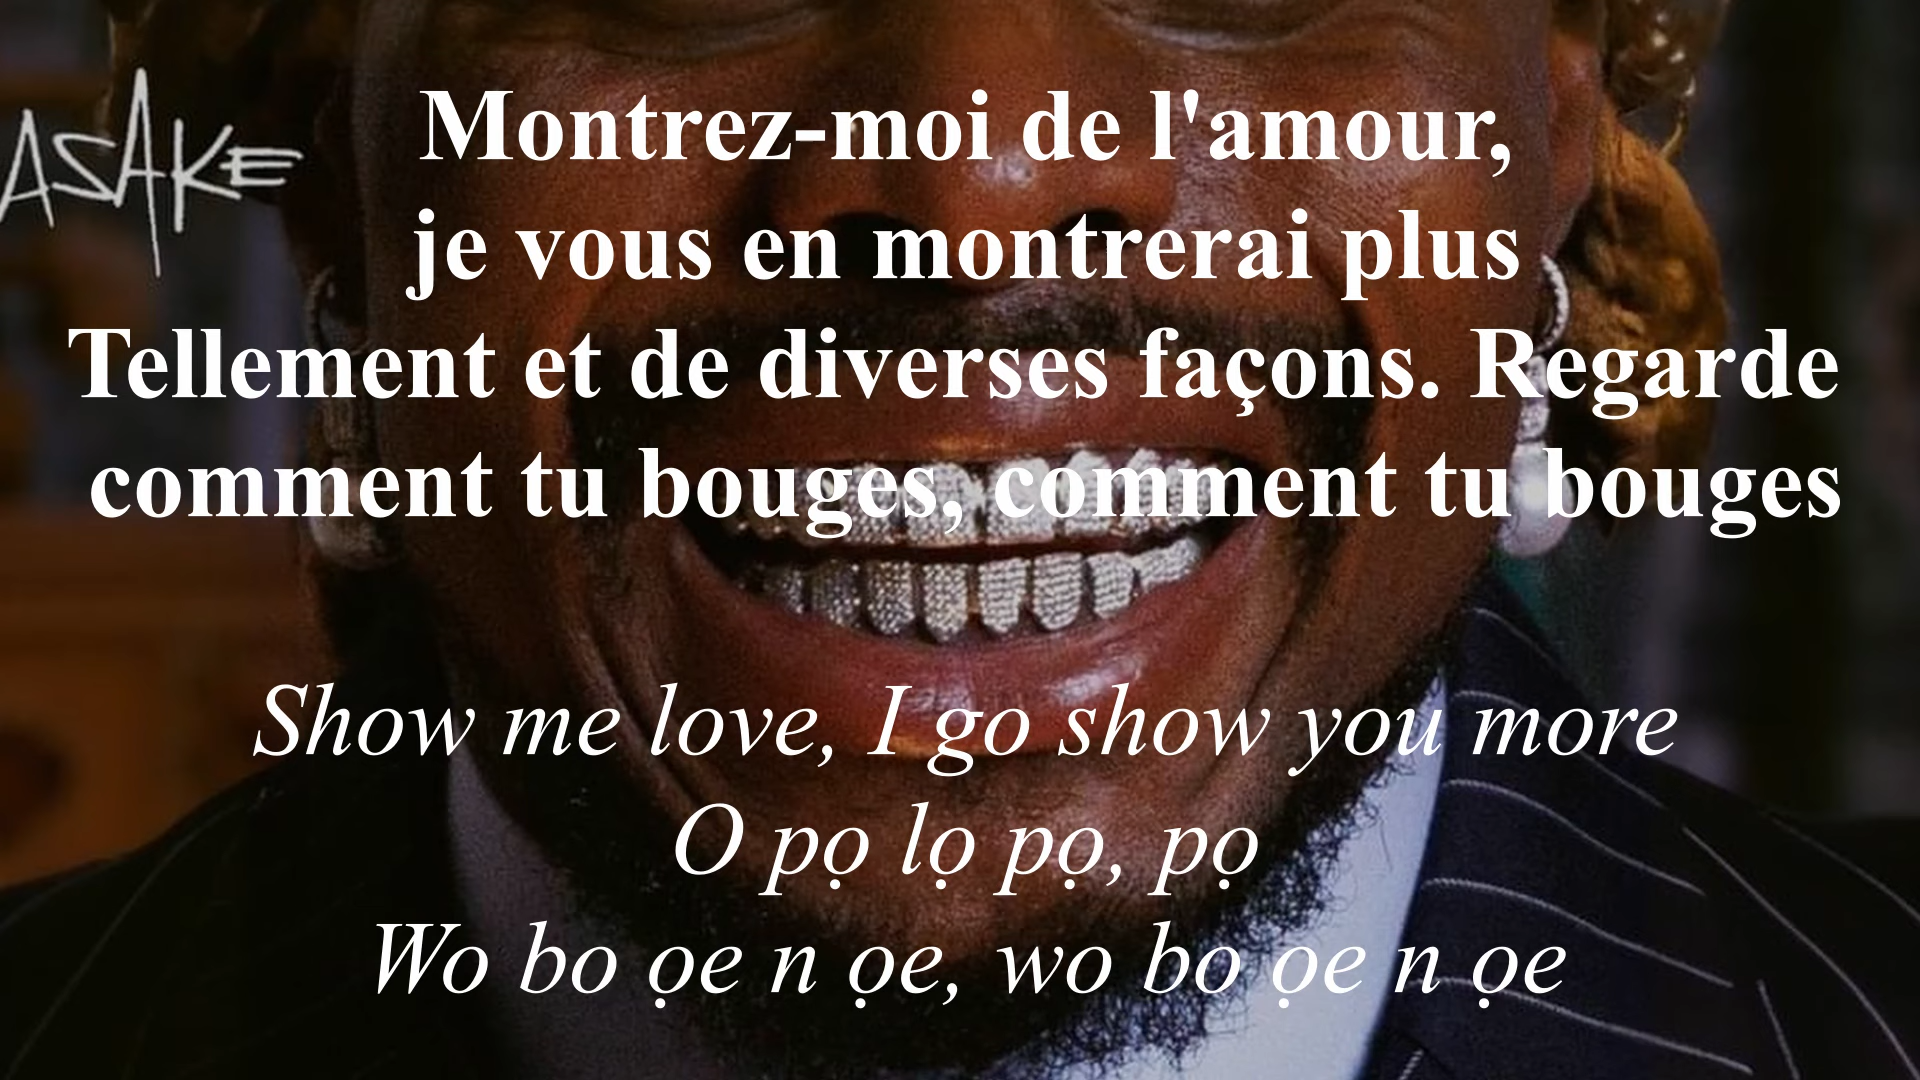 ASAKE
Montrez-moi de l'amour,
je vous en montrerai plus
Tellement et de diverses façons. Regarde
comment tu bouges, comment tu bouges
Show me love, I go show you more
O pọ lọ pọ, pọ
Wo bo ọe n ọe, wo bo ọe n ọe